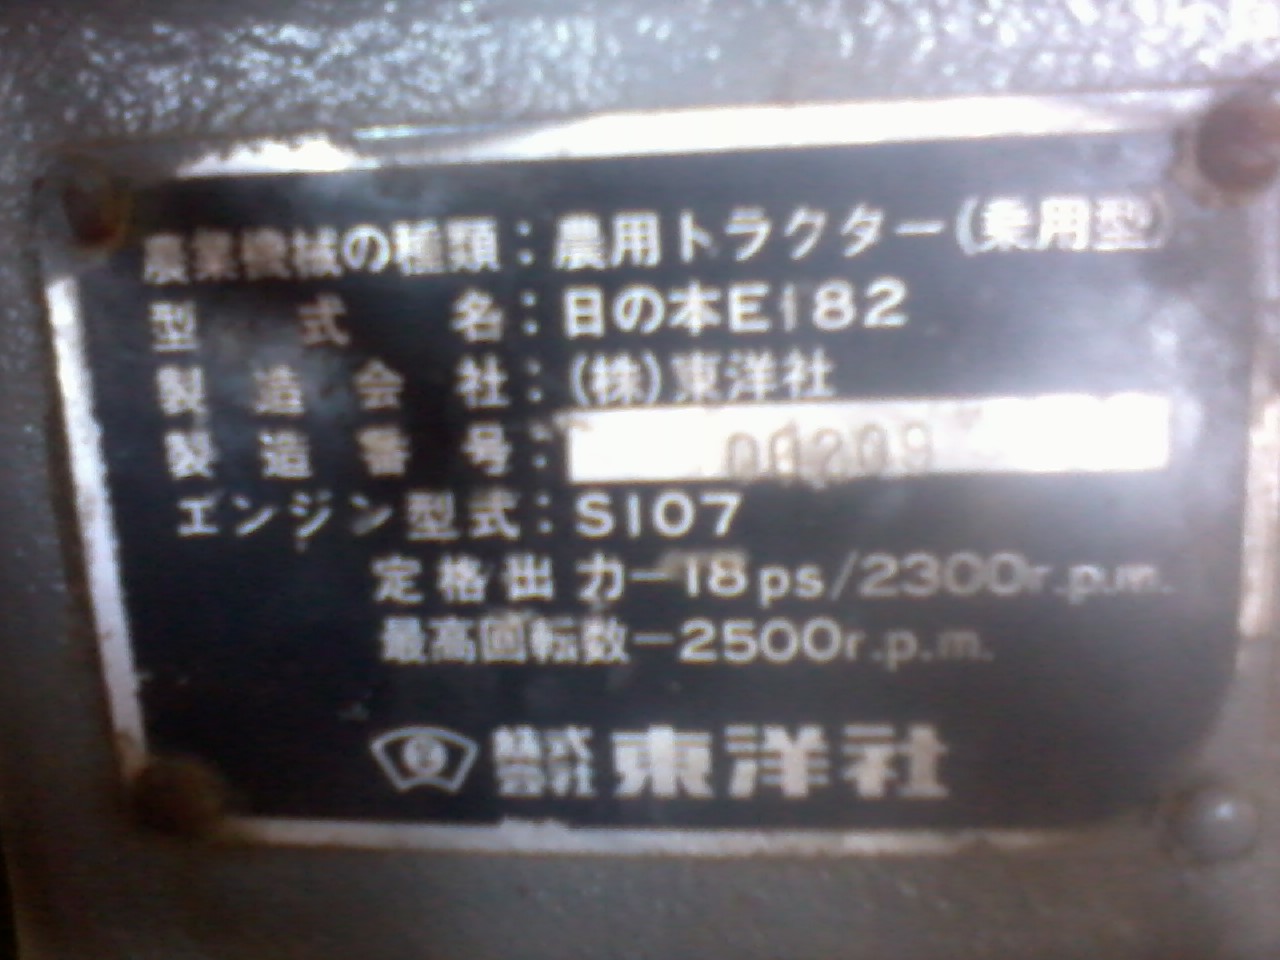 農業機械の種類：農用トラクター(乗用型)
型式名：日の本E182
製造会社：(株)東洋社
製造番号：
エンジン型式：S107
定格出力－18ps/2300r.p.m.
最高回転数－2500r.p.m.
株式会社 東洋社